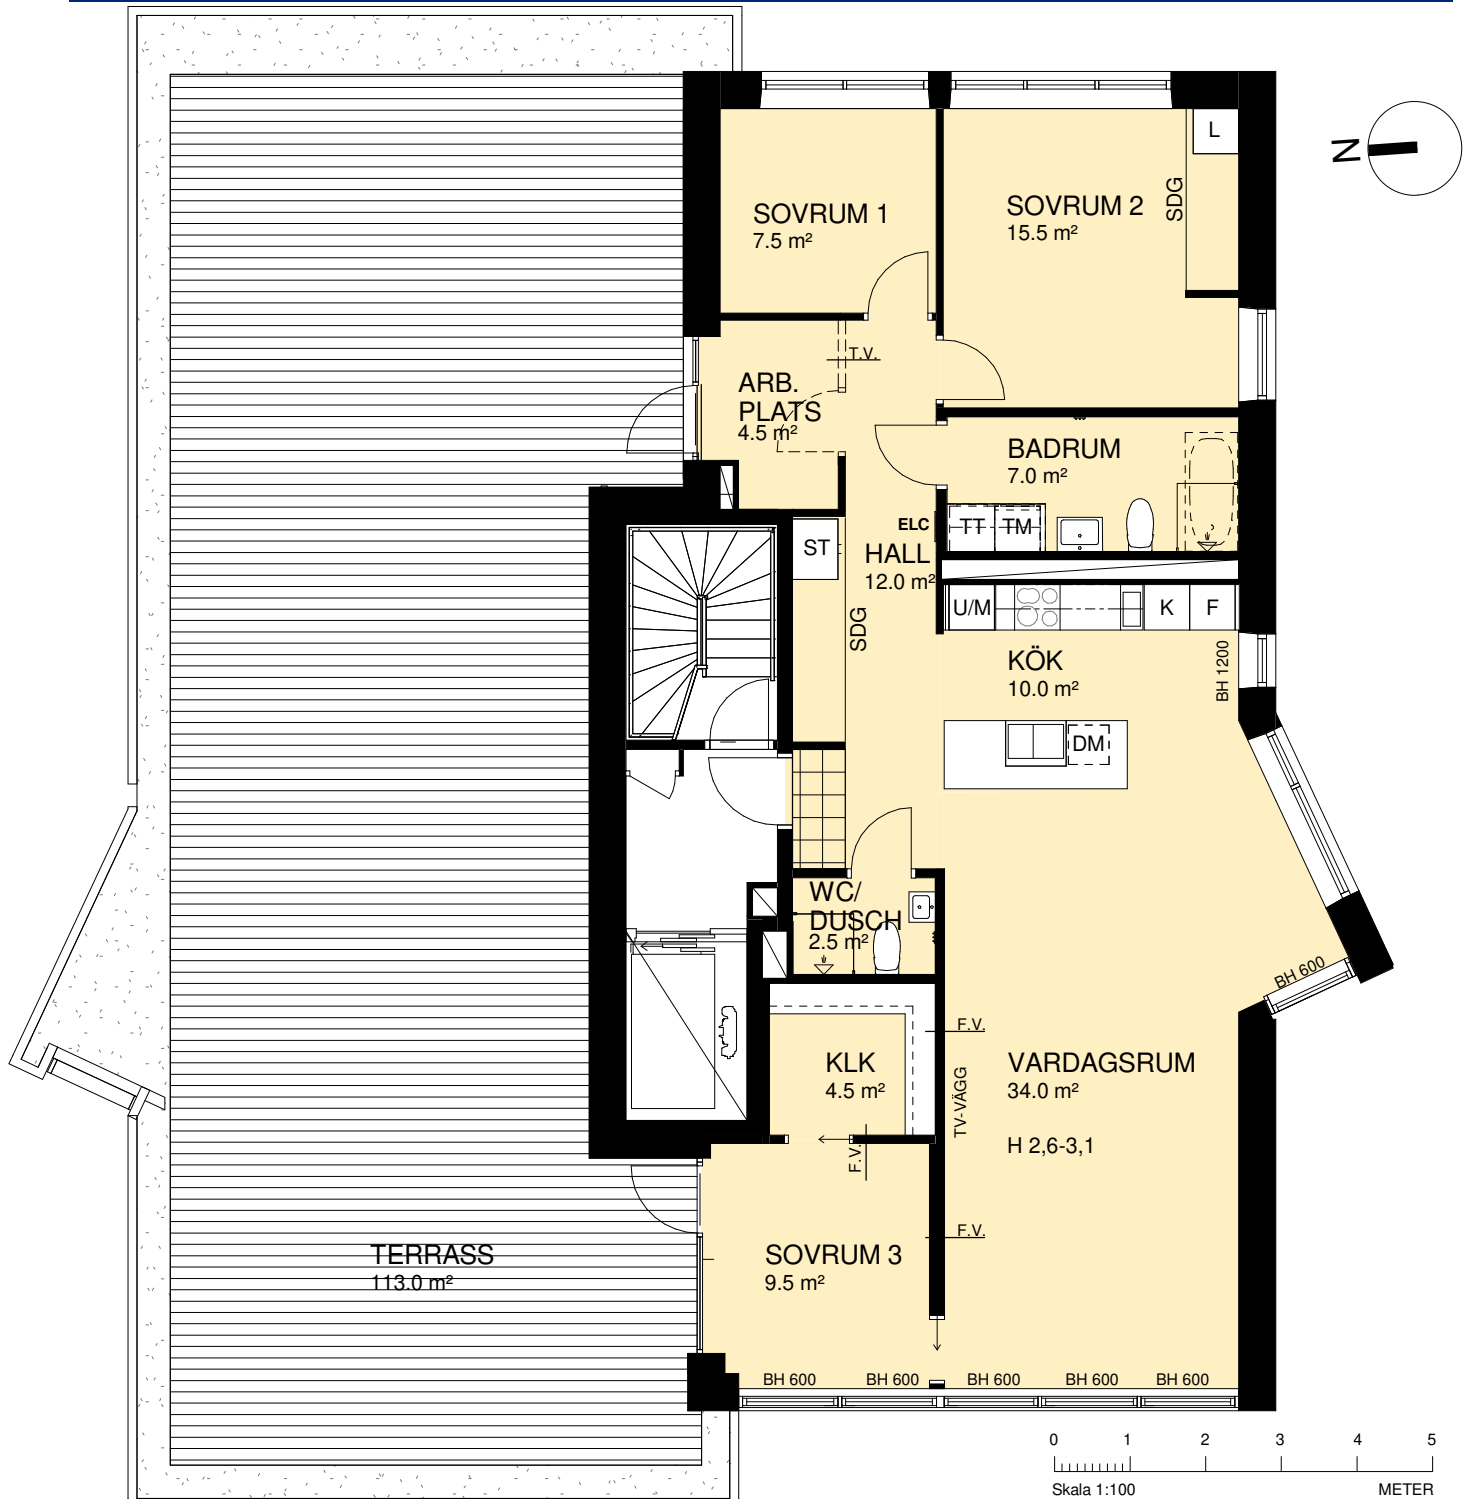 L
N
SOVRUM 1
7.5 m²
SOVRUM 2
15.5 m²
SDG
T.V.
ARB.
PLATS
4.5 m²
BADRUM
7.0 m²
ELC
TT
TM
ST
HALL
12.0 m²
SDG
U/M
K
F
KÖK
10.0 m²
BH 1200
DM
WC/
DUSCH
2.5 m²
BH 600
F.V.
KLK
4.5 m²
VARDAGSRUM
34.0 m²
TV-VÄGG
H 2,6-3,1
F.V.
F.V.
TERRASS
113.0 m²
SOVRUM 3
9.5 m²
BH 600
BH 600
BH 600
BH 600
BH 600
0 1 2 3 4 5
Skala 1:100
METER